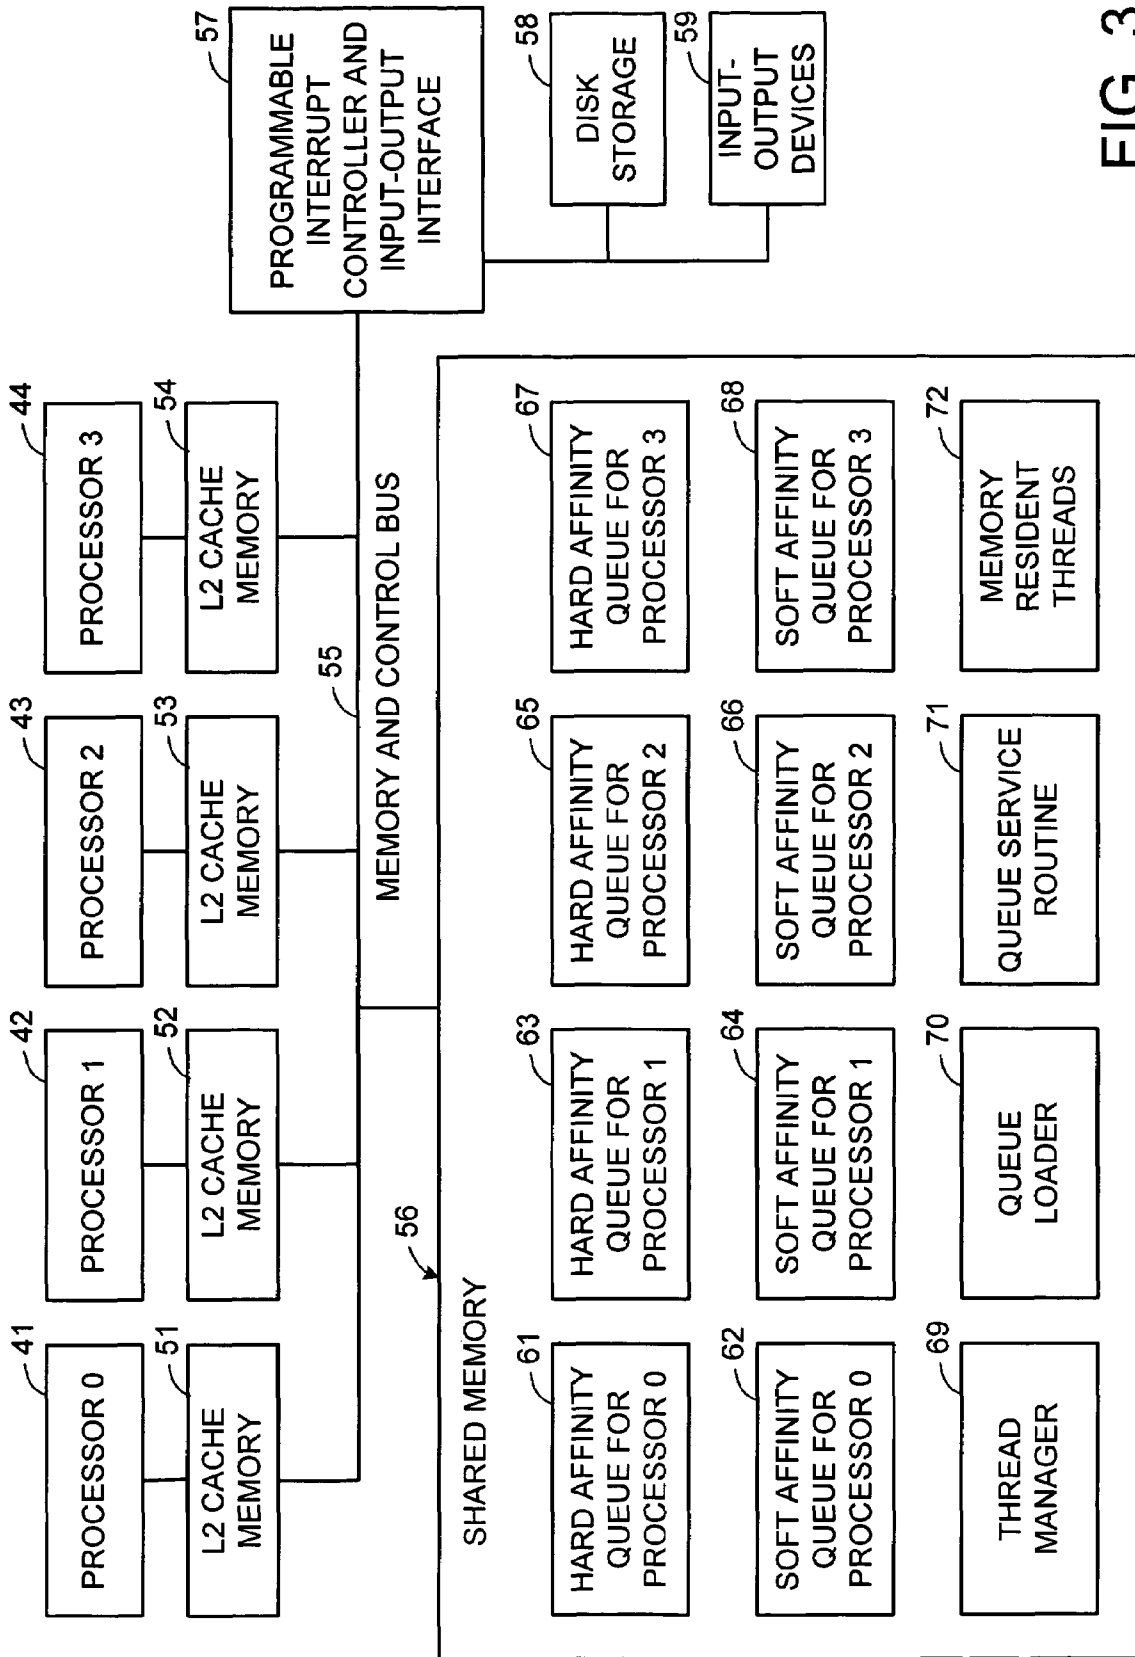 41
PROCESSOR 0
42
PROCESSOR 1
43
PROCESSOR 2
44
PROCESSOR 3
51
L2 CACHE
MEMORY
52
L2 CACHE
MEMORY
53
L2 CACHE
MEMORY
54
L2 CACHE
MEMORY
55
MEMORY AND CONTROL BUS
57
PROGRAMMABLE
INTERRUPT
CONTROLLER AND
INPUT-OUTPUT
INTERFACE
58
DISK
STORAGE
59
INPUT-
OUTPUT
DEVICES
56
SHARED MEMORY
61
HARD AFFINITY
QUEUE FOR
PROCESSOR 0
63
HARD AFFINITY
QUEUE FOR
PROCESSOR 1
65
HARD AFFINITY
QUEUE FOR
PROCESSOR 2
67
HARD AFFINITY
QUEUE FOR
PROCESSOR 3
62
SOFT AFFINITY
QUEUE FOR
PROCESSOR 0
64
SOFT AFFINITY
QUEUE FOR
PROCESSOR 1
66
SOFT AFFINITY
QUEUE FOR
PROCESSOR 2
68
SOFT AFFINITY
QUEUE FOR
PROCESSOR 3
69
THREAD
MANAGER
70
QUEUE
LOADER
71
QUEUE SERVICE
ROUTINE
72
MEMORY
RESIDENT
THREADS
FIG. 3